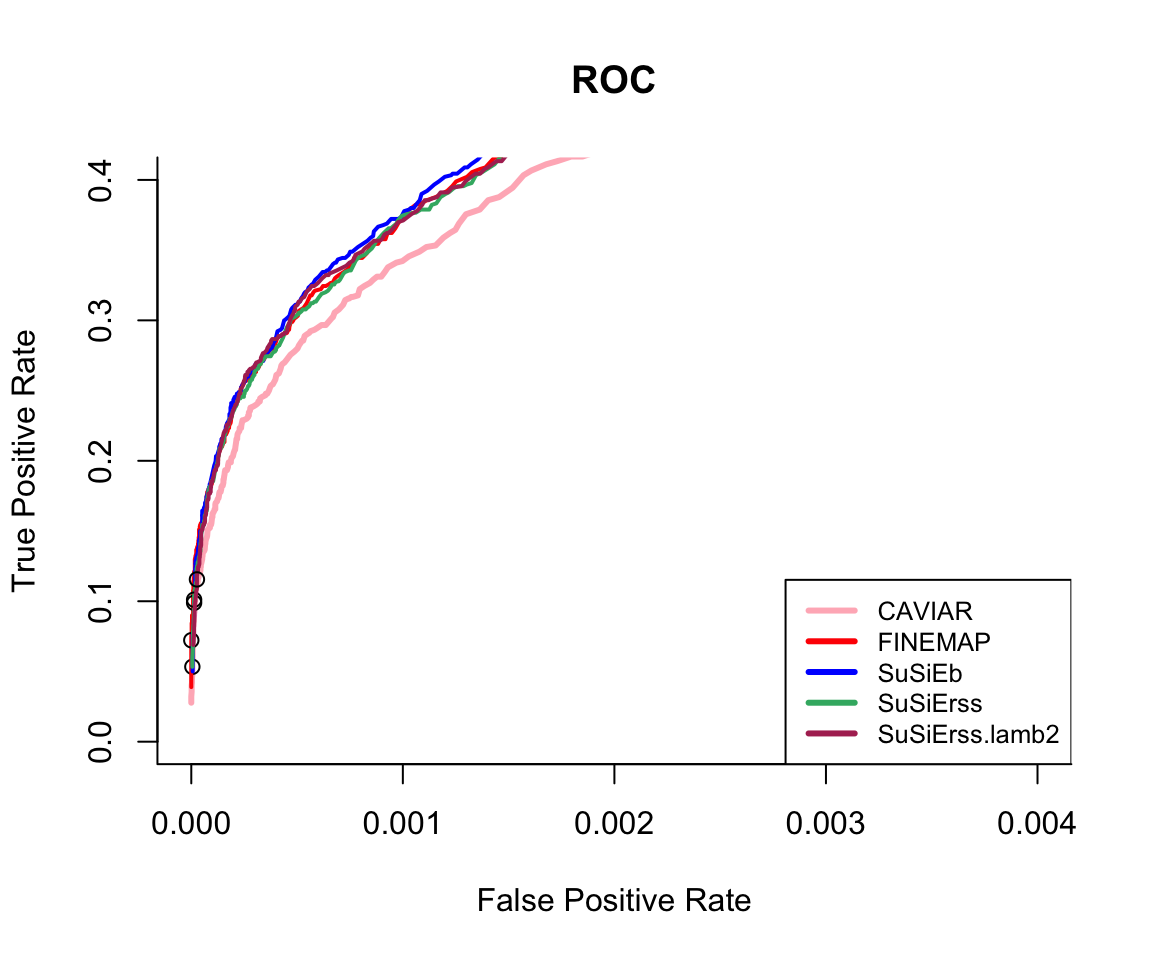 ROC
True Positive Rate
0.4
0.3
0.2
0.1
0.0
CAVIAR
FINEMAP
SuSiEb
SuSiErss
SuSiErss.lamb2
0.000 0.001 0.002 0.003 0.004
False Positive Rate